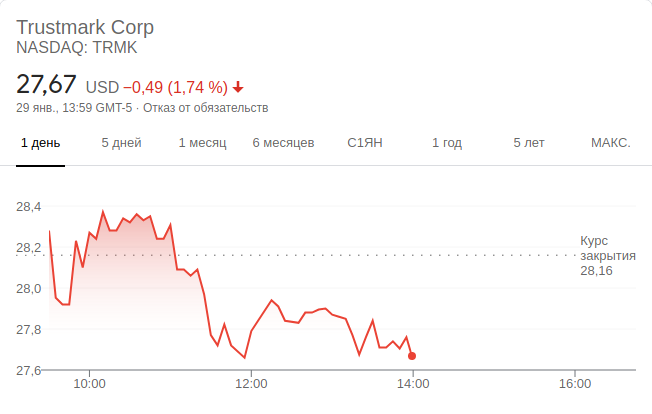 Trustmark Corp
NASDAQ: TRMK
27,67 USD −0,49 (1,74 %)
29 янв., 13:59 GMT-5 · Отказ от обязательств
1 день 5 дней 1 месяц 6 месяцев С1ЯН 1 год 5 лет МАКС.
28,4
28,2
28,0
27,8
27,6
Курс
закрытия
28,16
10:00 12:00 14:00 16:00